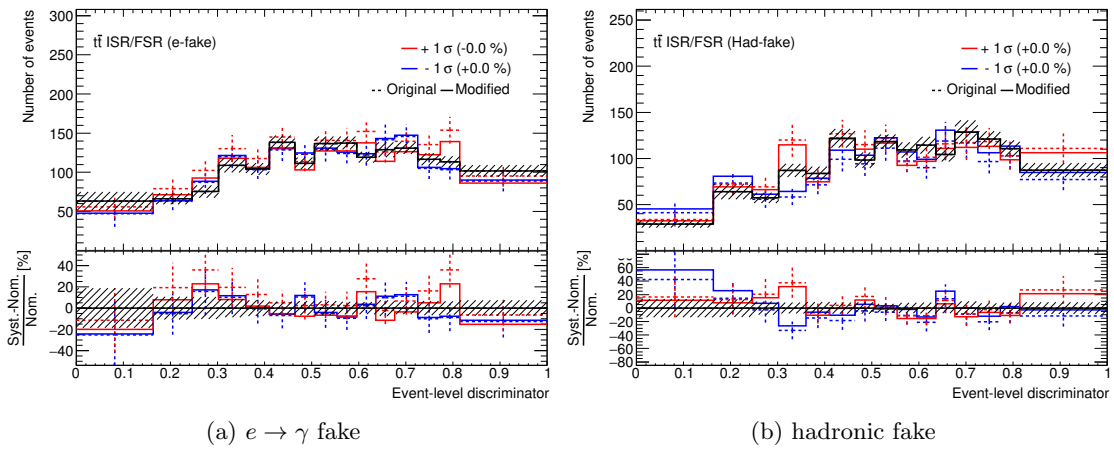 Number of events
300
250
200
150
100
50
tt̄ ISR/FSR (e-fake)
+ 1 σ (-0.0 %)
- 1 σ (+0.0 %)
Original Modified
Syst.-Nom.
Nom.
[%]
40
20
0
−20
−40
0 0.1 0.2 0.3 0.4 0.5 0.6 0.7 0.8 0.9 1
Event-level discriminator
(a) e → γ fake
Number of events
250
200
150
100
50
tt̄ ISR/FSR (Had-fake)
+ 1 σ (+0.0 %)
- 1 σ (+0.0 %)
Original Modified
Syst.-Nom.
Nom.
[%]
60
40
20
0
−20
−40
−60
−80
0 0.1 0.2 0.3 0.4 0.5 0.6 0.7 0.8 0.9 1
Event-level discriminator
(b) hadronic fake